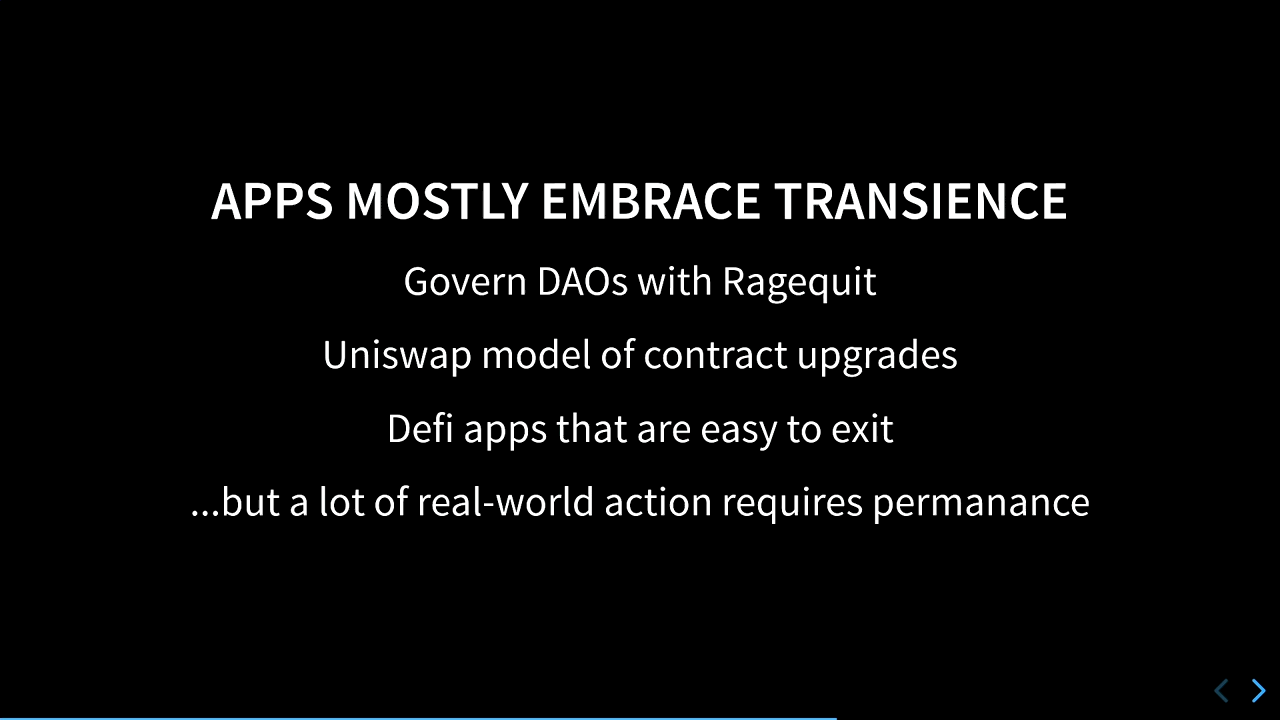 APPS MOSTLY EMBRACE TRANSIENCE
Govern DAOs with Ragequit
Uniswap model of contract upgrades
Defi apps that are easy to exit
...but a lot of real-world action requires permanance